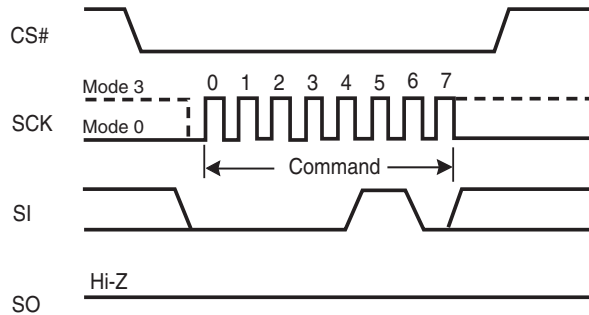 CS#
Mode 3
0 1 2 3 4 5 6 7
SCK
Mode 0
Command
SI
Hi-Z
SO